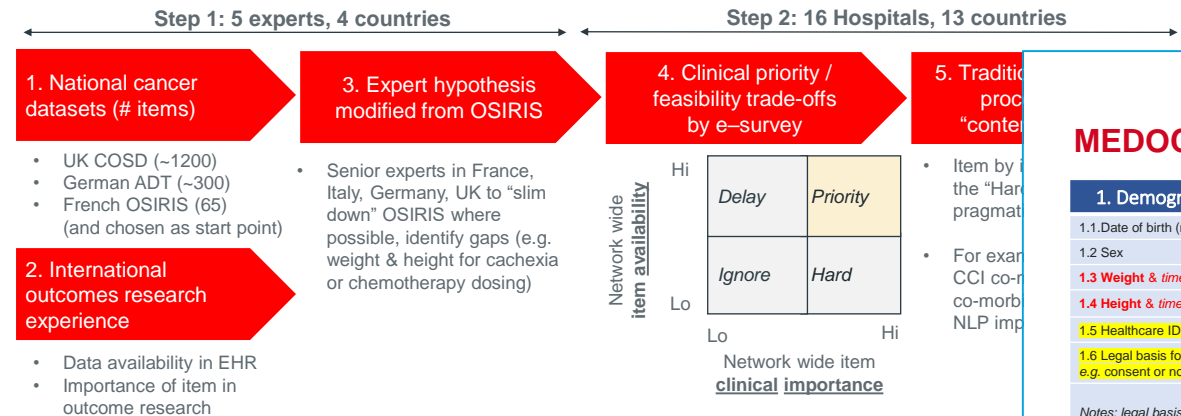 Step 1: 5 experts, 4 countries
Step 2: 16 Hospitals, 13 countries
1. National cancer
datasets (# items)
• UK COSD (~1200)
• German ADT (~300)
• French OSIRIS (65)
(and chosen as start point)
2. International
outcomes research
experience
• Data availability in EHR
• Importance of item in
outcome research
3. Expert hypothesis
modified from OSIRIS
• Senior experts in France,
Italy, Germany, UK to “slim
down” OSIRIS where
possible, identify gaps (e.g.
weight & height for cachexia
or chemotherapy dosing)
4. Clinical priority /
feasibility trade-offs
by e–survey
Network wide
item availability
Hi
Lo
Delay
Priority
Ignore
Hard
Lo
Hi
Network wide item
clinical importance
5. Traditio
proc
“conter
• Item by i
the “Hard
pragmat
• For exam
CCI co-r
co-morb
NLP imp
MEDOC
1. Demogr
1.1.Date of birth (
1.2 Sex
1.3 Weight & time
1.4 Height & time
1.5 Healthcare ID
1.6 Legal basis fo
e.g. consent or no
Notes: legal basis